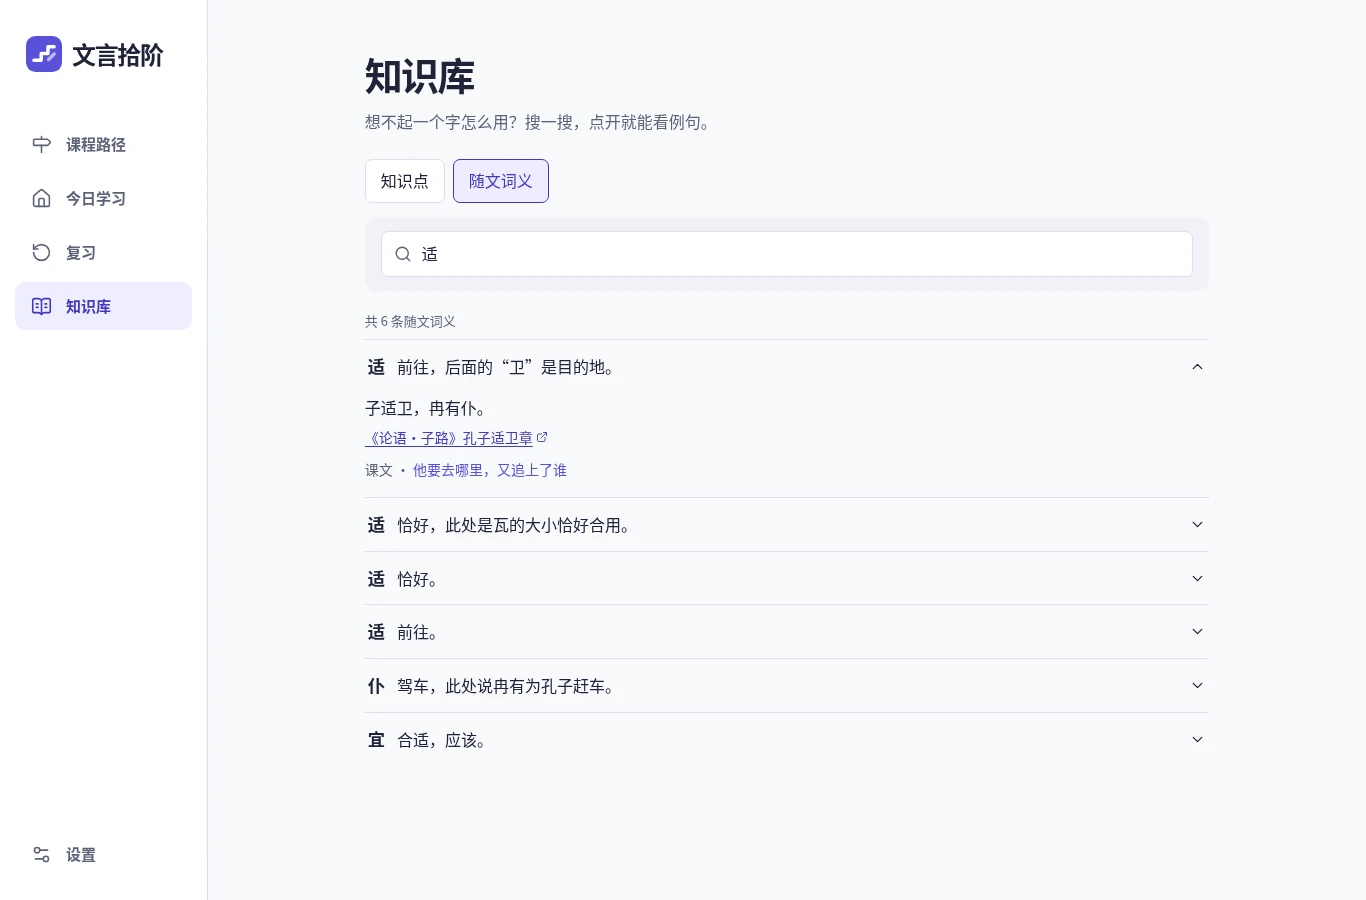 文言拾阶
课程路径
今日学习
复习
知识库
设置
知识库
想不起一个字怎么用？搜一搜，点开就能看例句。
知识点
随文词义
适
共 6 条随文词义
适 前往，后面的“卫”是目的地。
子适卫，冉有仆。
《论语·子路》孔子适卫章
课文 · 他要去哪里，又追上了谁
适 恰好，此处是瓦的大小恰好合用。
适 恰好。
适 前往。
仆 驾车，此处说冉有为孔子赶车。
宜 合适，应该。